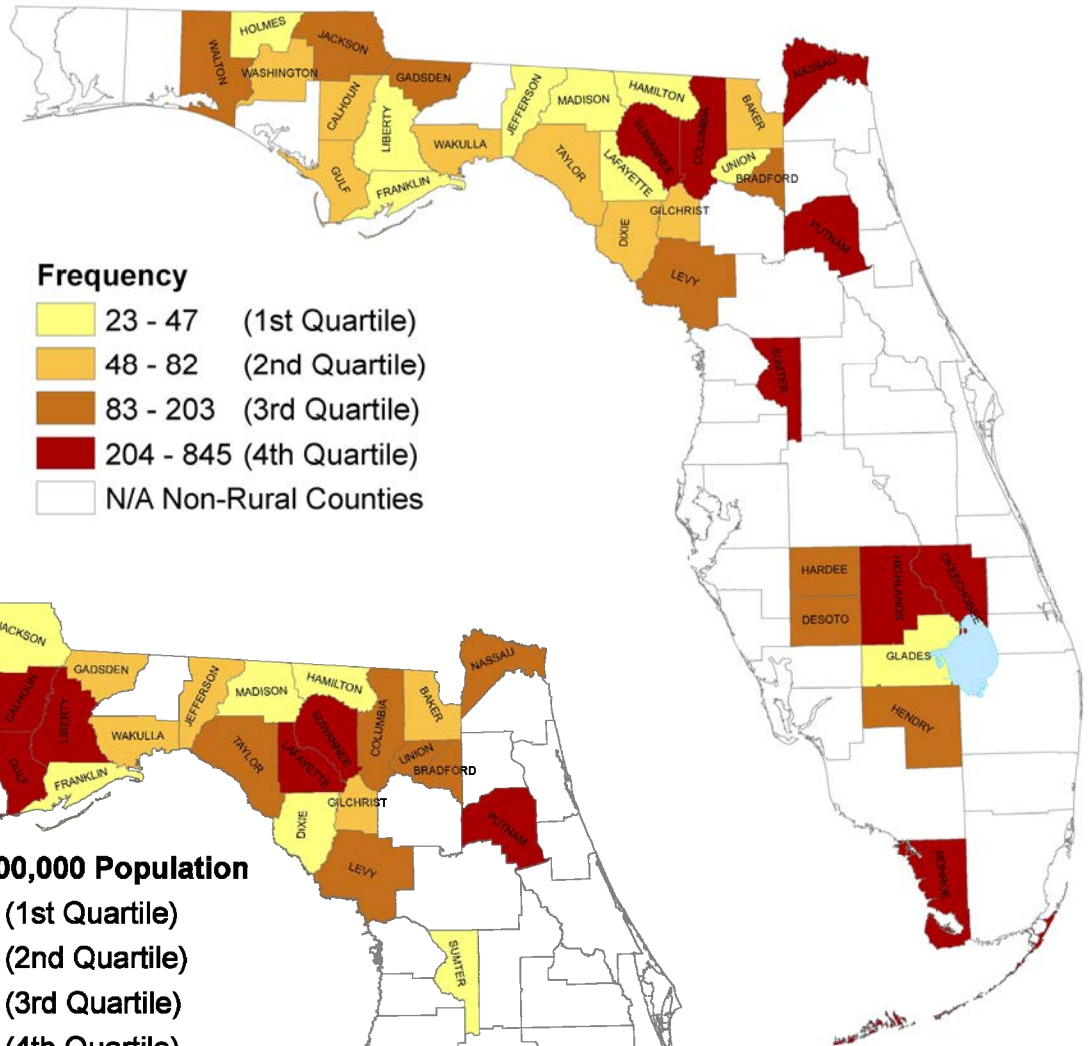 HOLMES
JACKSON
WALTON
WASHINGTON
GADSDEN
CALHOUN
LIBERTY
JEFFERSON
MADISON
HAMILTON
NASSAU
BAKER
COLUMBIA
SUWANNEE
WAKULLA
TAYLOR
LAFAYETTE
UNION
BRADFORD
GULF
FRANKLIN
GILCHRIST
DIXIE
PUTNAM
LEVY
SUMTER
Frequency
23 - 47 (1st Quartile)
48 - 82 (2nd Quartile)
83 - 203 (3rd Quartile)
204 - 845 (4th Quartile)
N/A Non-Rural Counties
HARDEE
HIGHLANDS
OKEECHOBEE
DESOTO
GLADES
HENDRY
MONROE
JACKSON
GADSDEN
CALHOUN
LIBERTY
JEFFERSON
MADISON
HAMILTON
NASSAU
BAKER
COLUMBIA
SUWANNEE
WAKULLA
TAYLOR
LAFAYETTE
UNION
BRADFORD
GULF
FRANKLIN
GILCHRIST
DIXIE
PUTNAM
LEVY
SUMTER
00,000 Population
(1st Quartile)
(2nd Quartile)
(3rd Quartile)
(4th Quartile)